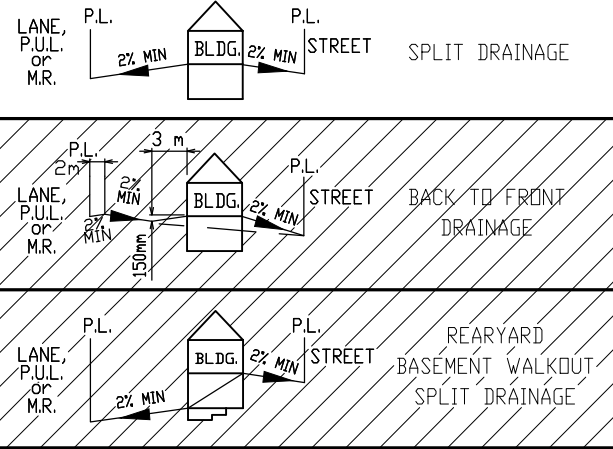 P.L.
P.L.
LANE,
P.U.L.
or
M.R.
2% MIN
BLDG.
2% MIN
STREET
SPLIT DRAINAGE
3 m
P.L.
2m
P.L.
LANE,
P.U.L.
or
M.R.
2%
MIN
2%
MIN
150mm
BLDG.
2% MIN
STREET
BACK TO FRONT
DRAINAGE
P.L.
P.L.
LANE,
P.U.L.
or
M.R.
2% MIN
BLDG.
2% MIN
STREET
REARYARD
BASEMENT WALKOUT
SPLIT DRAINAGE